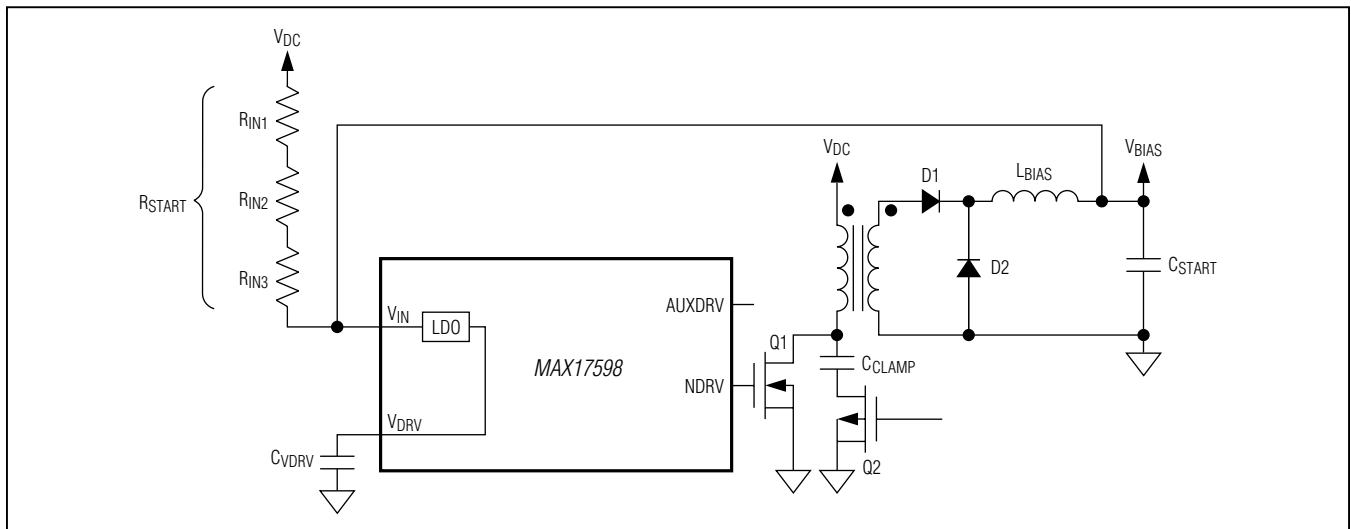 VDC
RIN1
RSTART
RIN2
RIN3
VIN
LDO
VDRV
CVDRV
MAX17598
AUXDRV
NDRV
Q1
VDC
D1
LBIAS
VBIAS
D2
CSTART
CCLAMP
Q2